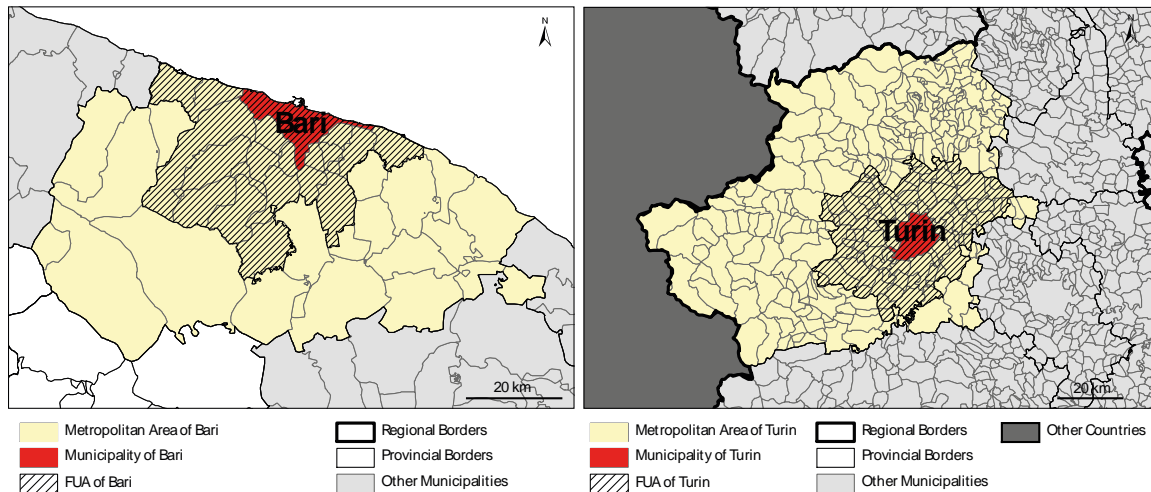 N
Bari
20 km
Metropolitan Area of Bari
Regional Borders
Municipality of Bari
Provincial Borders
FUA of Bari
Other Municipalities
N
Turin
20 km
Metropolitan Area of Turin
Regional Borders
Other Countries
Municipality of Turin
Provincial Borders
FUA of Turin
Other Municipalities